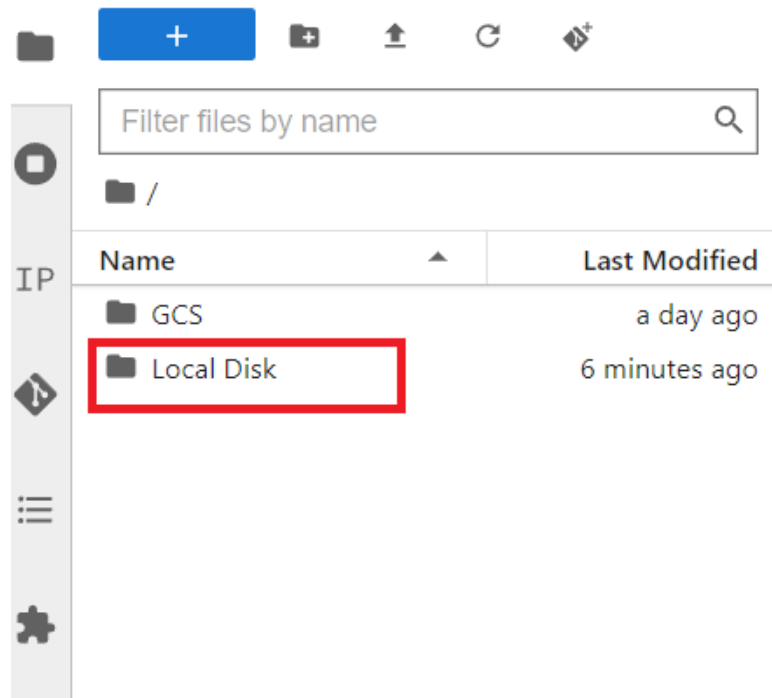 Filter files by name
/
Name Last Modified
IP
GCS a day ago
Local Disk 6 minutes ago